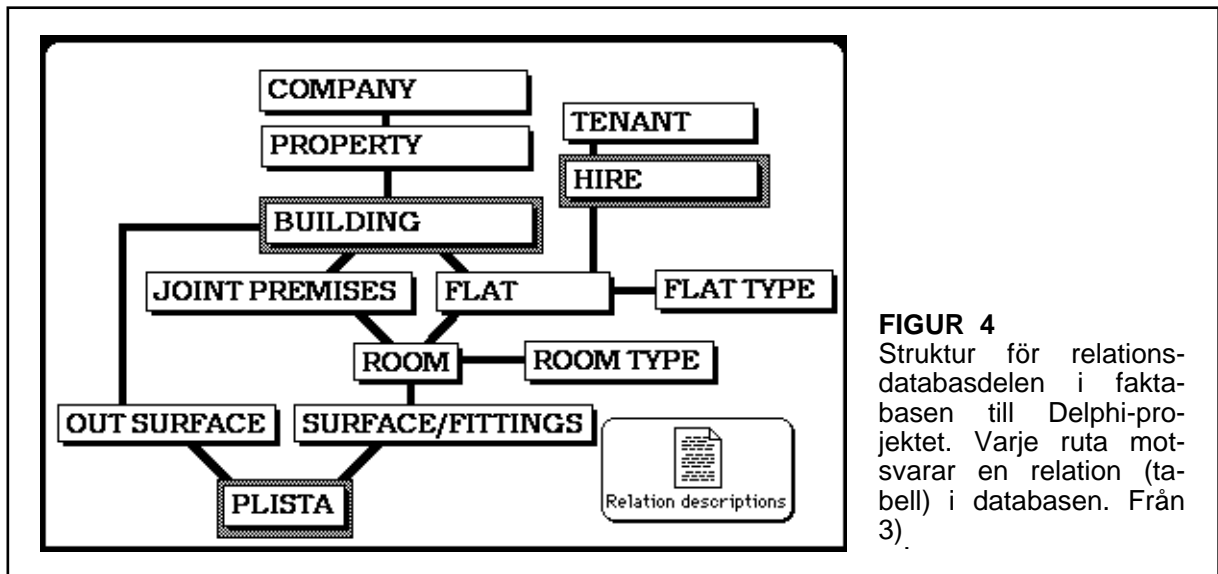 COMPANY
PROPERTY
TENANT
HIRE
BUILDING
JOINT PREMISES
FLAT
FLAT TYPE
ROOM
ROOM TYPE
OUT SURFACE
SURFACE/FITTINGS
PLISTA
Relation descriptions
FIGUR 4
Struktur för relations-
databasdelen i fakta-
basen till Delphi-pro-
jektet. Varje ruta mot-
svarar en relation (ta-
bell) i databasen. Från
3)
.